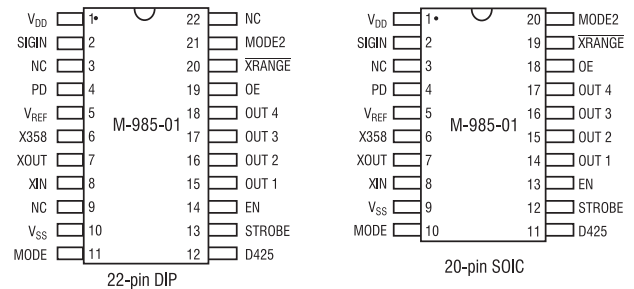 VDD 1 22 NC
SIGIN 2 21 MODE2
NC 3 20 XRANGE
PD 4 19 OE
VREF 5 18 OUT 4
X358 6 17 OUT 3
XOUT 7 16 OUT 2
XIN 8 15 OUT 1
NC 9 14 EN
VSS 10 13 STROBE
MODE 11 12 D425
M-985-01
22-pin DIP
VDD 1 20 MODE2
SIGIN 2 19 XRANGE
NC 3 18 OE
PD 4 17 OUT 4
VREF 5 16 OUT 3
X358 6 15 OUT 2
XOUT 7 14 OUT 1
XIN 8 13 EN
VSS 9 12 STROBE
MODE 10 11 D425
M-985-01
20-pin SOIC